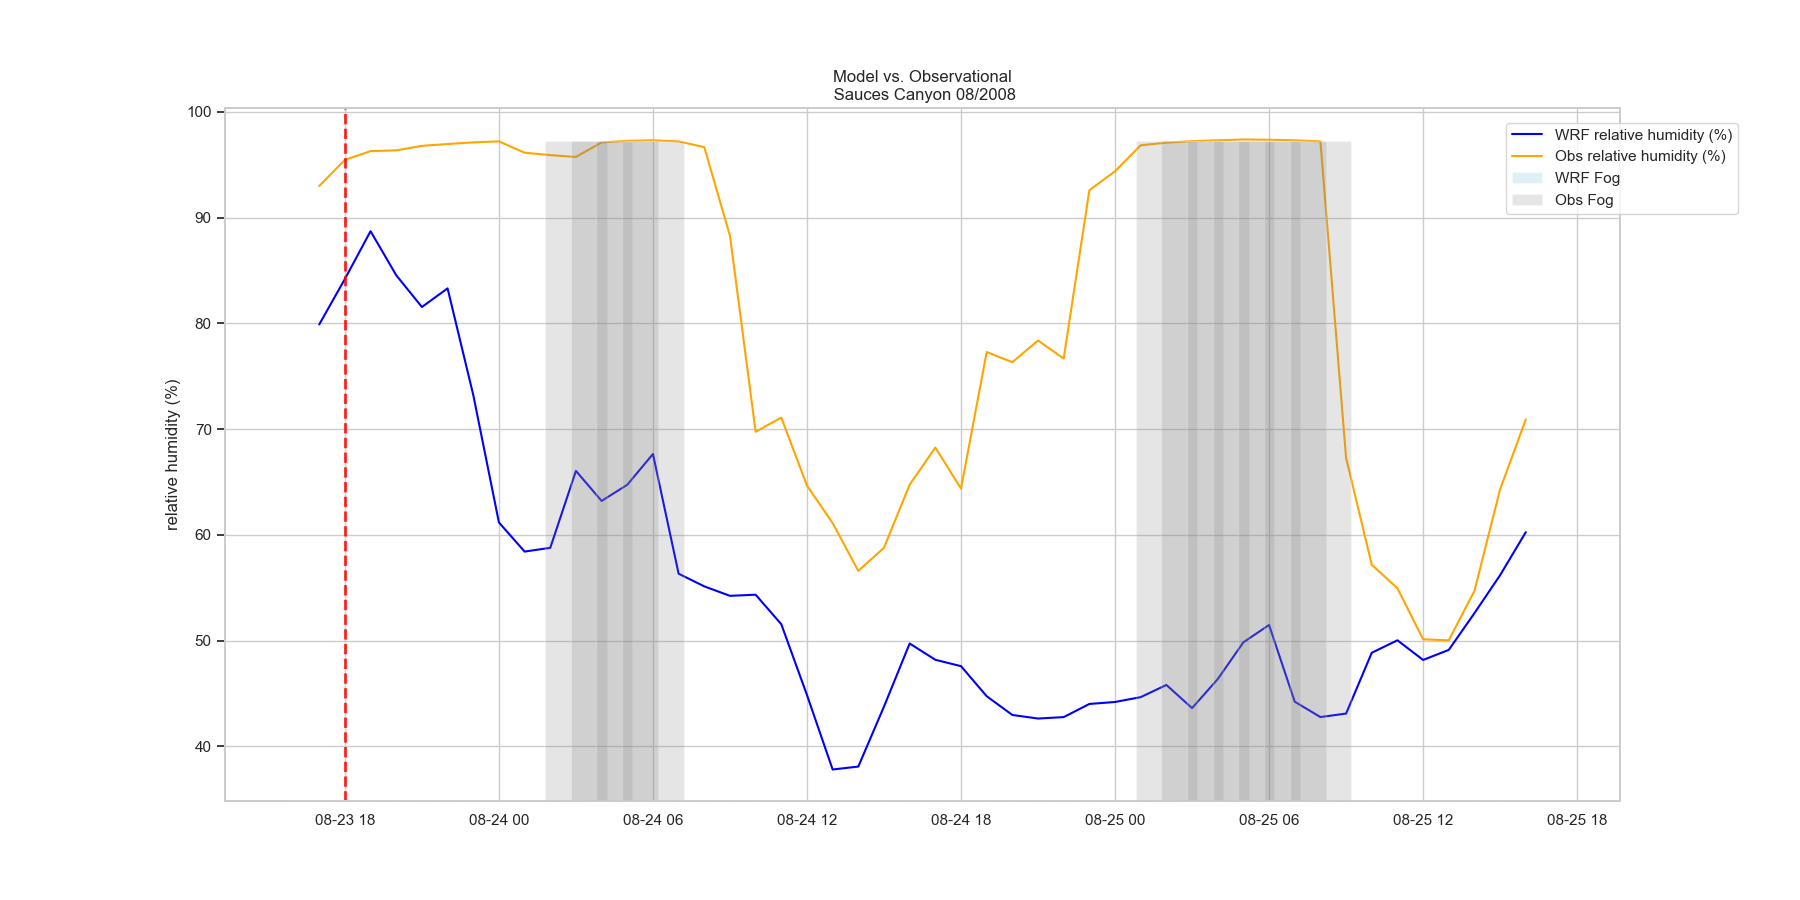 Model vs. Observational
Sauces Canyon 08/2008
100
90
80
70
60
50
40
relative humidity (%)
WRF relative humidity (%)
Obs relative humidity (%)
WRF Fog
Obs Fog
08-23 18
08-24 00
08-24 06
08-24 12
08-24 18
08-25 00
08-25 06
08-25 12
08-25 18